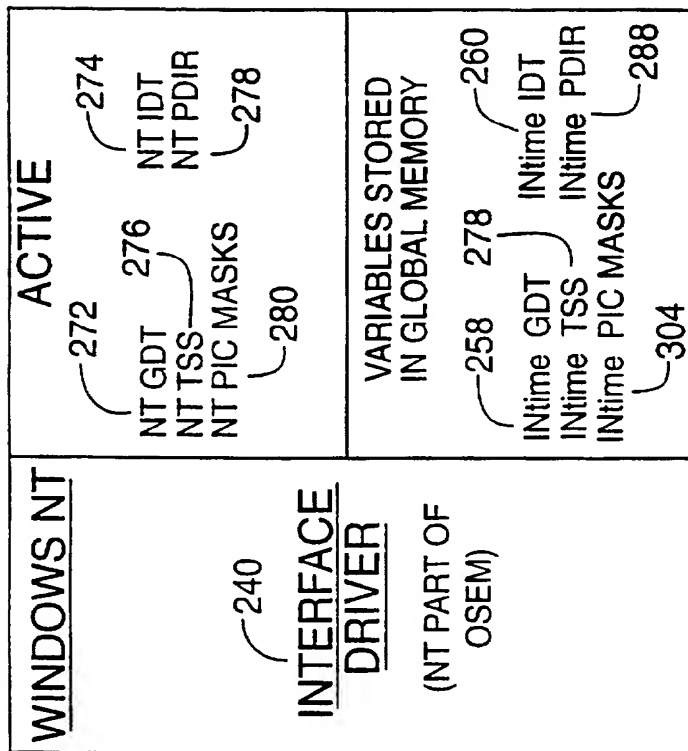 WINDOWS NT
240
INTERFACE
DRIVER
(NT PART OF
OSEM)
ACTIVE
272
276
274
NT GDT
NT IDT
NT TSS
NT PDIR
NT PIC MASKS
278
280
VARIABLES STORED
IN GLOBAL MEMORY
258
278
260
INtime GDT
INtime IDT
INtime TSS
INtime PDIR
INtime PIC MASKS
288
304